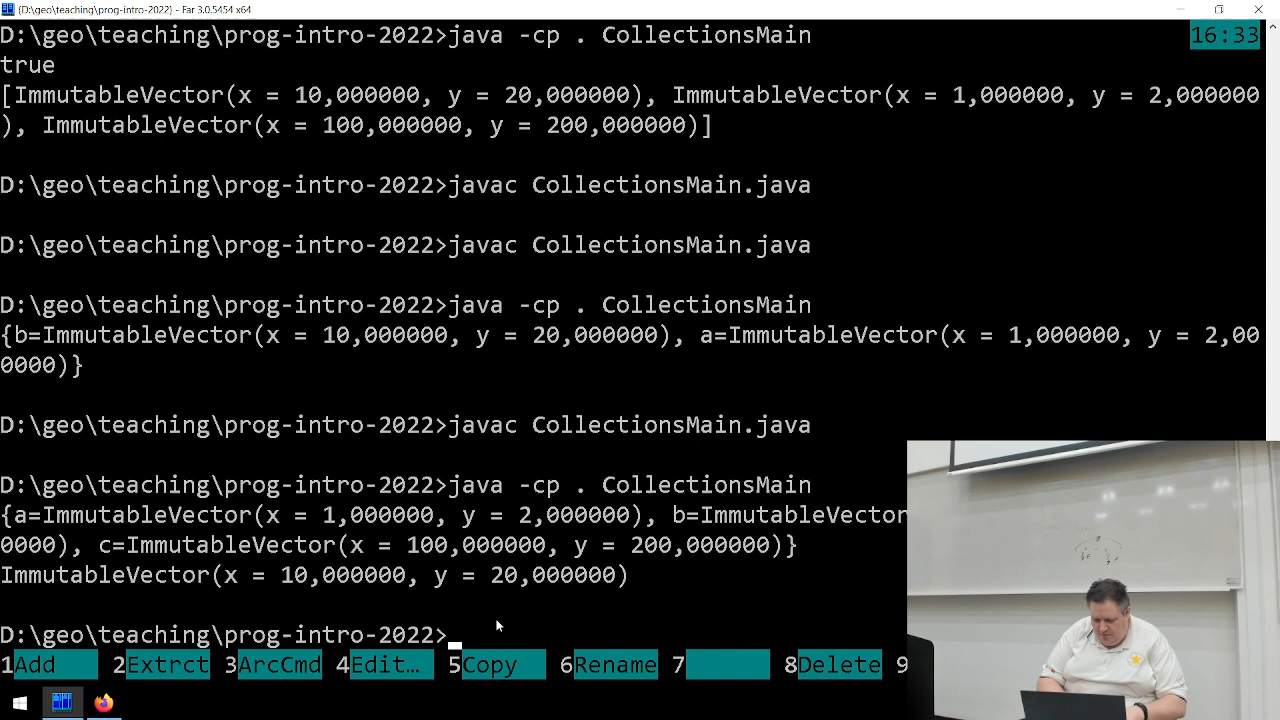 {D:\geo\teaching\prog-intro-2022} - Far 3.0.5454 x64
D:\geo\teaching\prog-intro-2022>java -cp . CollectionsMain
16:33
true
[ImmutableVector(x = 10,000000, y = 20,000000), ImmutableVector(x = 1,000000, y = 2,000000
), ImmutableVector(x = 100,000000, y = 200,000000)]
D:\geo\teaching\prog-intro-2022>javac CollectionsMain.java
D:\geo\teaching\prog-intro-2022>javac CollectionsMain.java
D:\geo\teaching\prog-intro-2022>java -cp . CollectionsMain
{b=ImmutableVector(x = 10,000000, y = 20,000000), a=ImmutableVector(x = 1,000000, y = 2,00
0000)}
D:\geo\teaching\prog-intro-2022>javac CollectionsMain.java
D:\geo\teaching\prog-intro-2022>java -cp . CollectionsMain
{a=ImmutableVector(x = 1,000000, y = 2,000000), b=ImmutableVector
0000), c=ImmutableVector(x = 100,000000, y = 200,000000)}
ImmutableVector(x = 10,000000, y = 20,000000)
D:\geo\teaching\prog-intro-2022>
1Add 2Extrct 3ArcCmd 4Edit… 5Copy 6Rename 7 8Delete 9